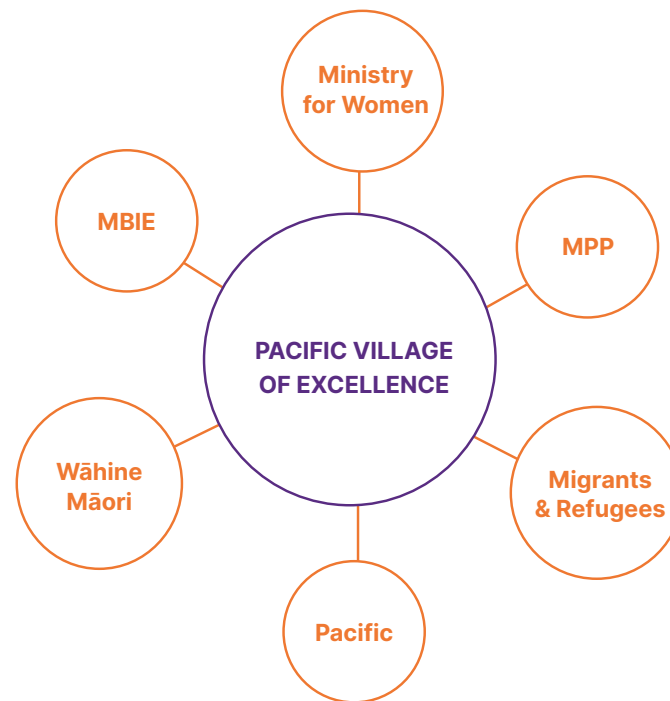 Ministry
for Women
MBIE
MPP
PACIFIC VILLAGE
OF EXCELLENCE
Wāhine
Māori
Migrants
& Refugees
Pacific